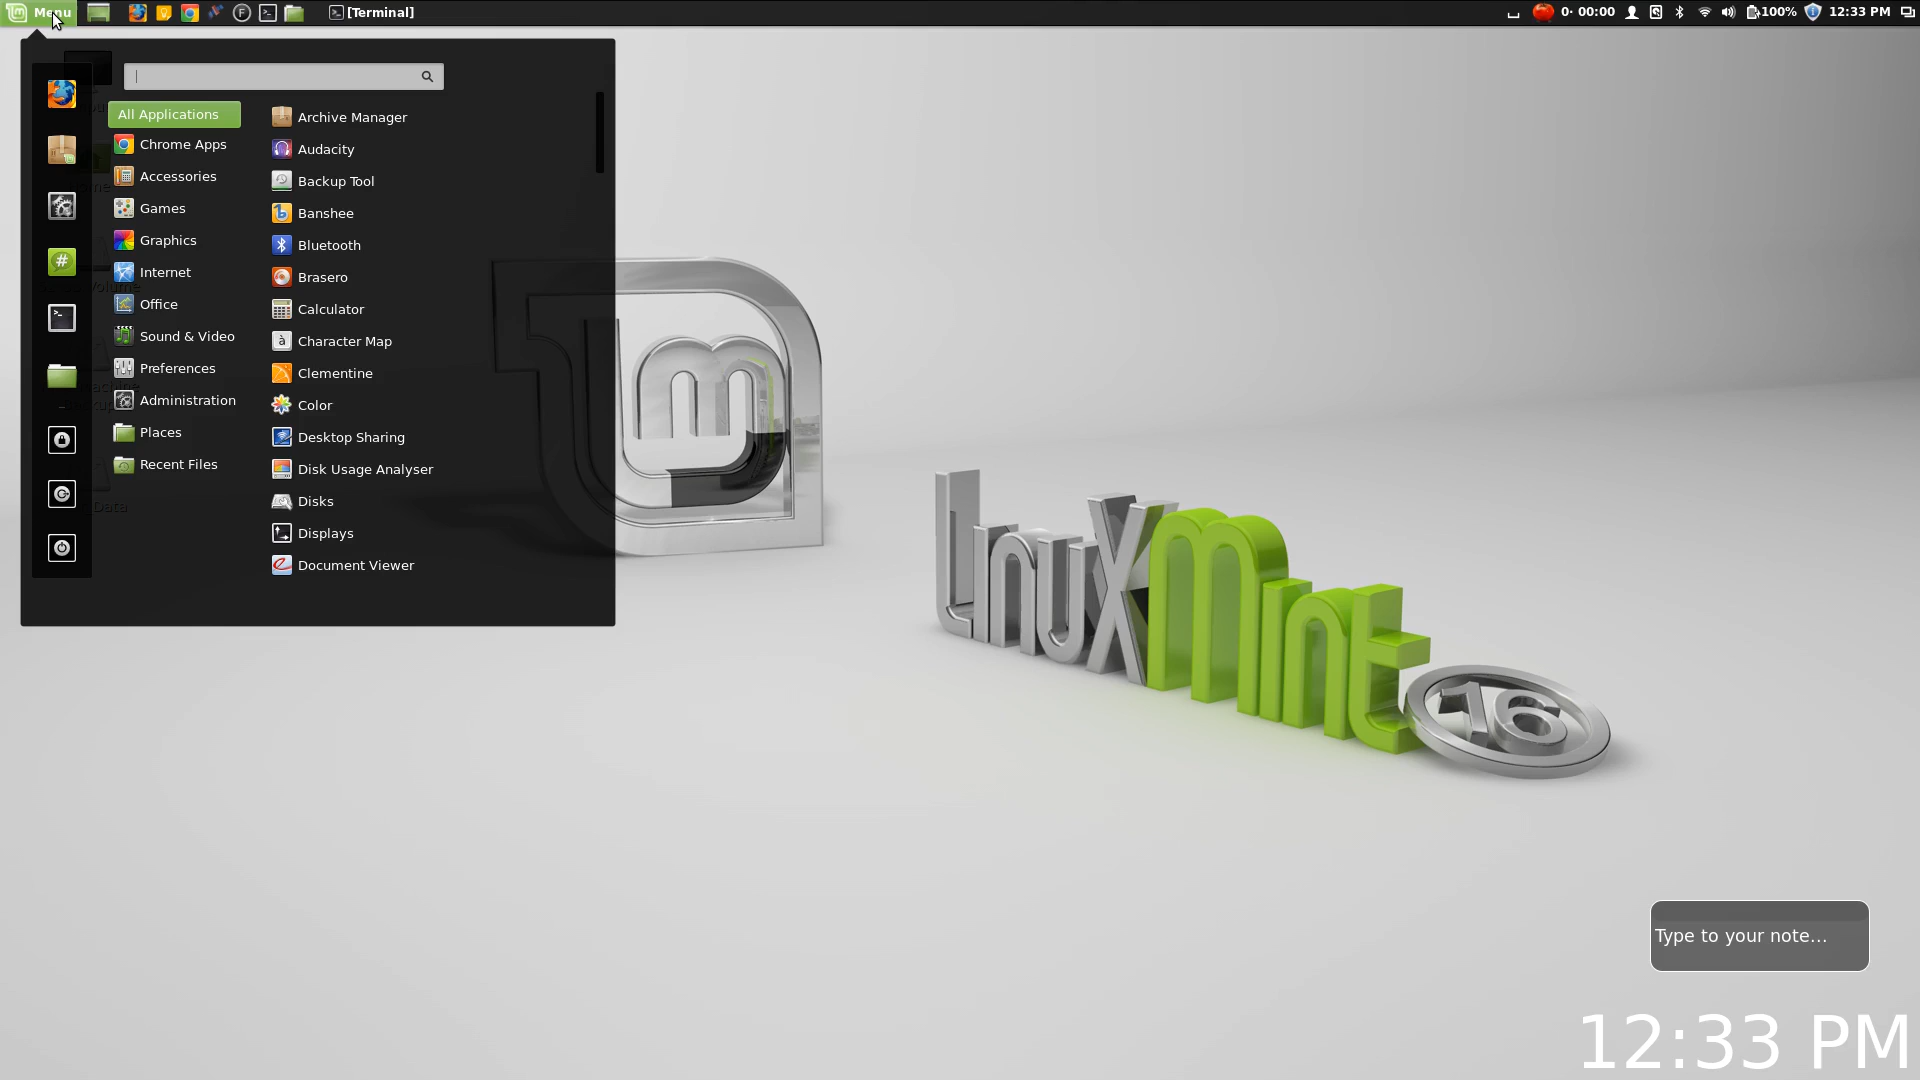 Menu
[Terminal]
0· 00:00
100%
12:33 PM
All Applications
Chrome Apps
Accessories
Games
Graphics
Internet
Office
Sound & Video
Preferences
Administration
Places
Recent Files
Archive Manager
Audacity
Backup Tool
Banshee
Bluetooth
Brasero
Calculator
Character Map
Clementine
Color
Desktop Sharing
Disk Usage Analyser
Disks
Displays
Document Viewer
Volume
Data
LinuxMint
16
Type to your note...
12:33 PM